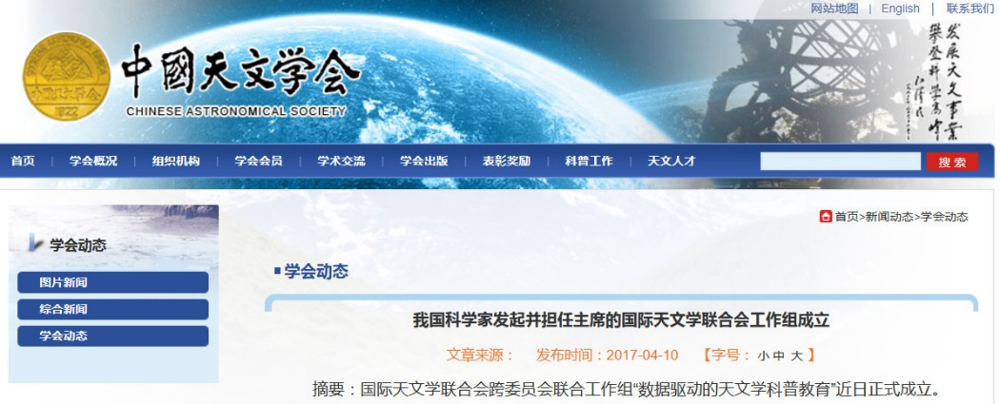 网站地图 | English | 联系我们
中國天文学会
CHINESE ASTRONOMICAL SOCIETY
1922
发展天文事业
攀登科学高峰
首页 | 学会概况 | 组织机构 | 学会会员 | 学术交流 | 学会出版 | 表彰奖励 | 科普工作 | 天文人才
搜 索
首页>新闻动态>学会动态
学会动态
图片新闻
综合新闻
学会动态
学会动态
我国科学家发起并担任主席的国际天文学联合会工作组成立
文章来源： 发布时间：2017-04-10 【字号： 小 中 大 】
摘要：国际天文学联合会跨委员会联合工作组“数据驱动的天文学科普教育”近日正式成立。